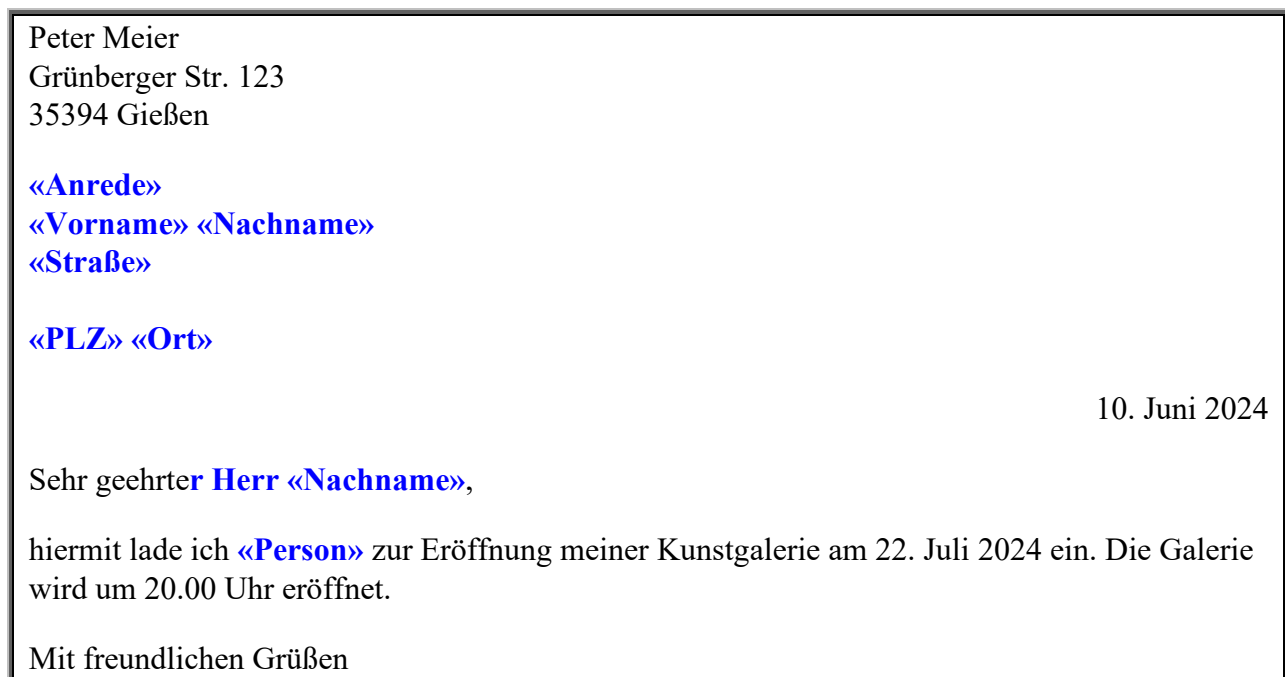 Peter Meier
Grünberger Str. 123
35394 Gießen
«Anrede»
«Vorname» «Nachname»
«Straße»
«PLZ» «Ort»
10. Juni 2024
Sehr geehrter Herr «Nachname»,
hiermit lade ich «Person» zur Eröffnung meiner Kunstgalerie am 22. Juli 2024 ein. Die Galerie
wird um 20.00 Uhr eröffnet.
Mit freundlichen Grüßen